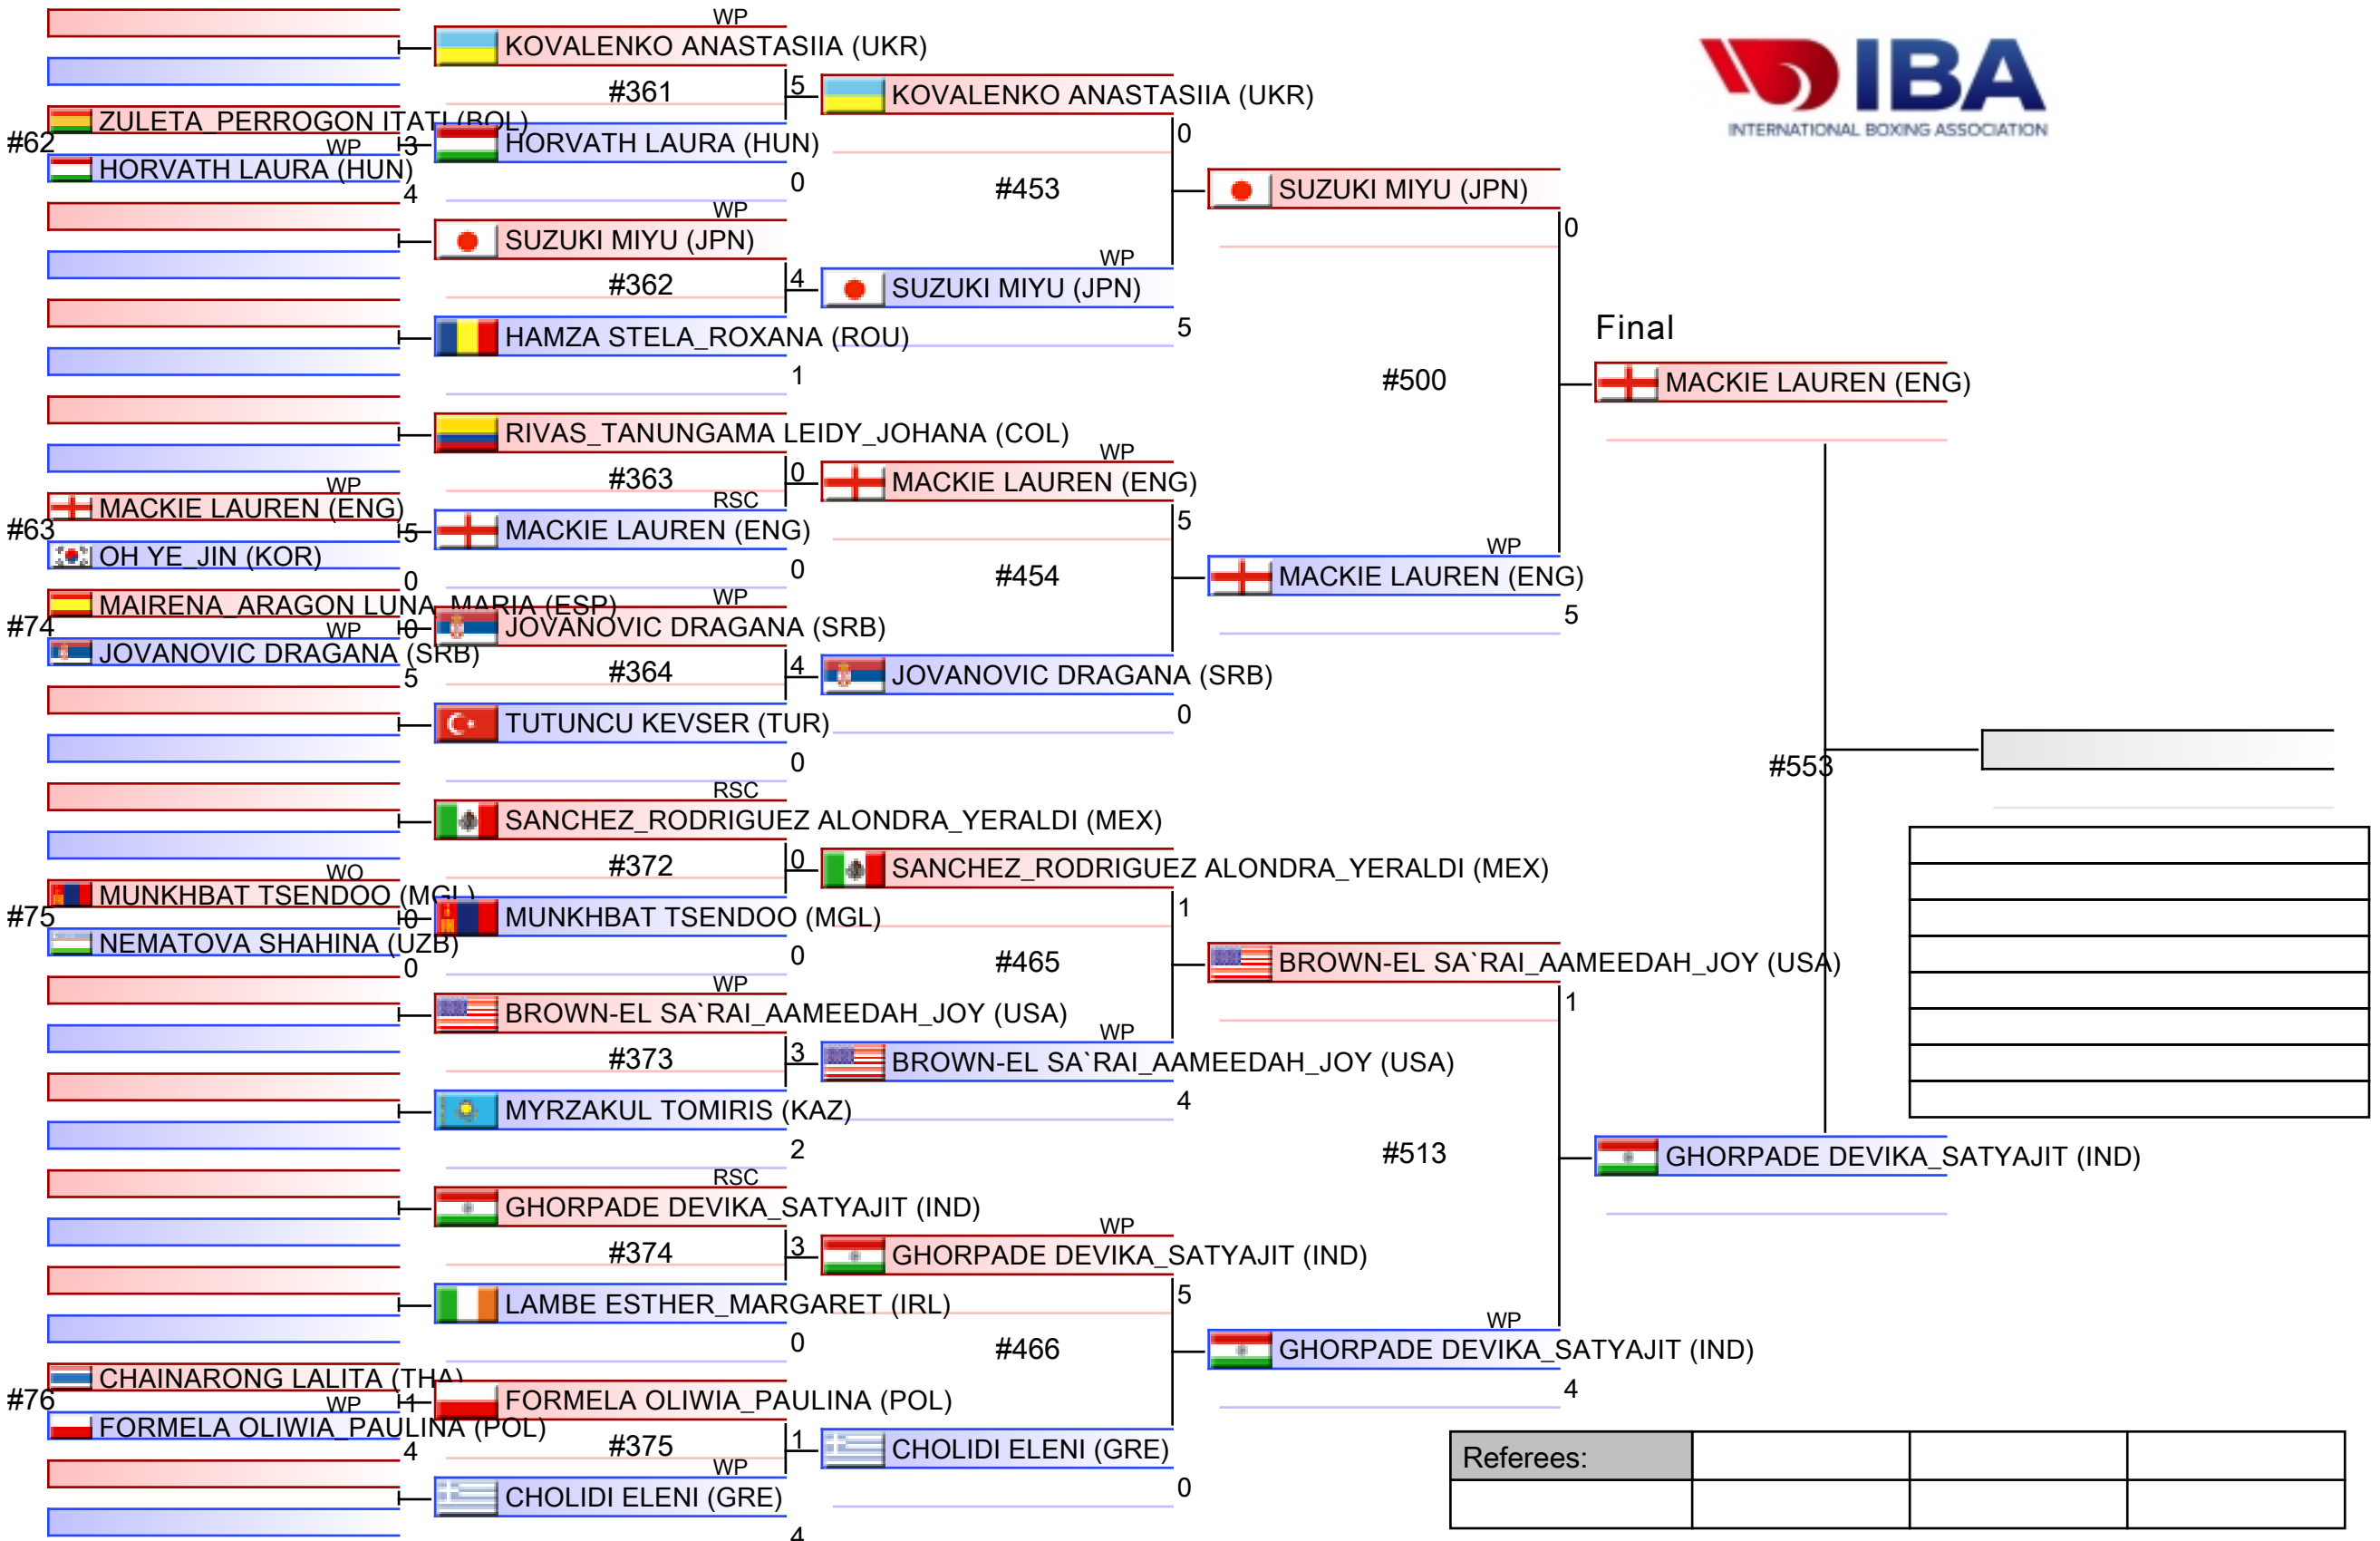 WP
KOVALENKO ANASTASIIA (UKR)
#361
5
KOVALENKO ANASTASIIA (UKR)
0
IBA
INTERNATIONAL BOXING ASSOCIATION
ZULETA_PERROGON ITATI (BOL)
#62
WP
3
HORVATH LAURA (HUN)
4
HORVATH LAURA (HUN)
0
#453
SUZUKI MIYU (JPN)
0
WP
SUZUKI MIYU (JPN)
#362
4
WP
SUZUKI MIYU (JPN)
5
HAMZA STELA_ROXANA (ROU)
1
Final
#500
MACKIE LAUREN (ENG)
RIVAS_TANUNGAMA LEIDY_JOHANA (COL)
#363
0
WP
MACKIE LAUREN (ENG)
5
WP
MACKIE LAUREN (ENG)
#63
5
OH YE_JIN (KOR)
0
RSC
MACKIE LAUREN (ENG)
0
#454
WP
MACKIE LAUREN (ENG)
5
MAIRENA_ARAGON LUNA_MARIA (ESP)
#74
WP
0
JOVANOVIC DRAGANA (SRB)
5
WP
JOVANOVIC DRAGANA (SRB)
#364
4
JOVANOVIC DRAGANA (SRB)
0
TUTUNCU KEVSER (TUR)
0
#553
RSC
SANCHEZ_RODRIGUEZ ALONDRA_YERALDI (MEX)
#372
0
SANCHEZ_RODRIGUEZ ALONDRA_YERALDI (MEX)
1
WO
MUNKHBAT TSENDOO (MGL)
#75
0
NEMATOVA SHAHINA (UZB)
0
MUNKHBAT TSENDOO (MGL)
0
#465
BROWN-EL SA`RAI_AAMEEDAH_JOY (USA)
1
WP
BROWN-EL SA`RAI_AAMEEDAH_JOY (USA)
#373
3
WP
BROWN-EL SA`RAI_AAMEEDAH_JOY (USA)
4
MYRZAKUL TOMIRIS (KAZ)
2
#513
GHORPADE DEVIKA_SATYAJIT (IND)
RSC
GHORPADE DEVIKA_SATYAJIT (IND)
#374
3
WP
GHORPADE DEVIKA_SATYAJIT (IND)
5
LAMBE ESTHER_MARGARET (IRL)
0
#466
WP
GHORPADE DEVIKA_SATYAJIT (IND)
4
CHAINARONG LALITA (THA)
#76
WP
1
FORMELA OLIWIA_PAULINA (POL)
4
FORMELA OLIWIA_PAULINA (POL)
#375
1
CHOLIDI ELENI (GRE)
0
WP
CHOLIDI ELENI (GRE)
4
Referees: